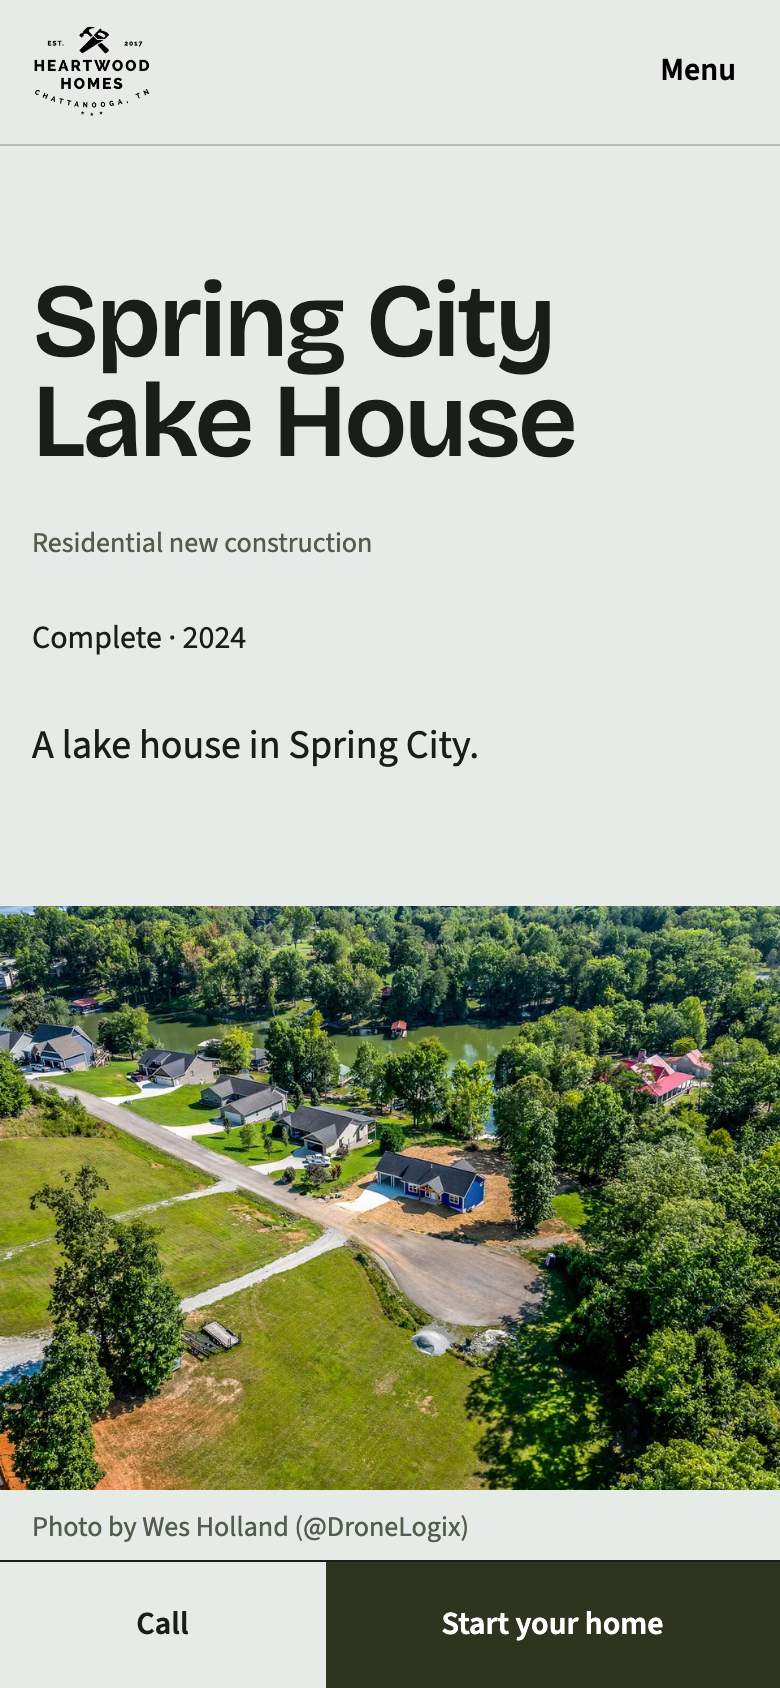 EST. 2017
HEARTWOOD
HOMES
CHATTANOOGA, TN
Menu
Spring City
Lake House
Residential new construction
Complete · 2024
A lake house in Spring City.
Photo by Wes Holland (@DroneLogix)
Call
Start your home